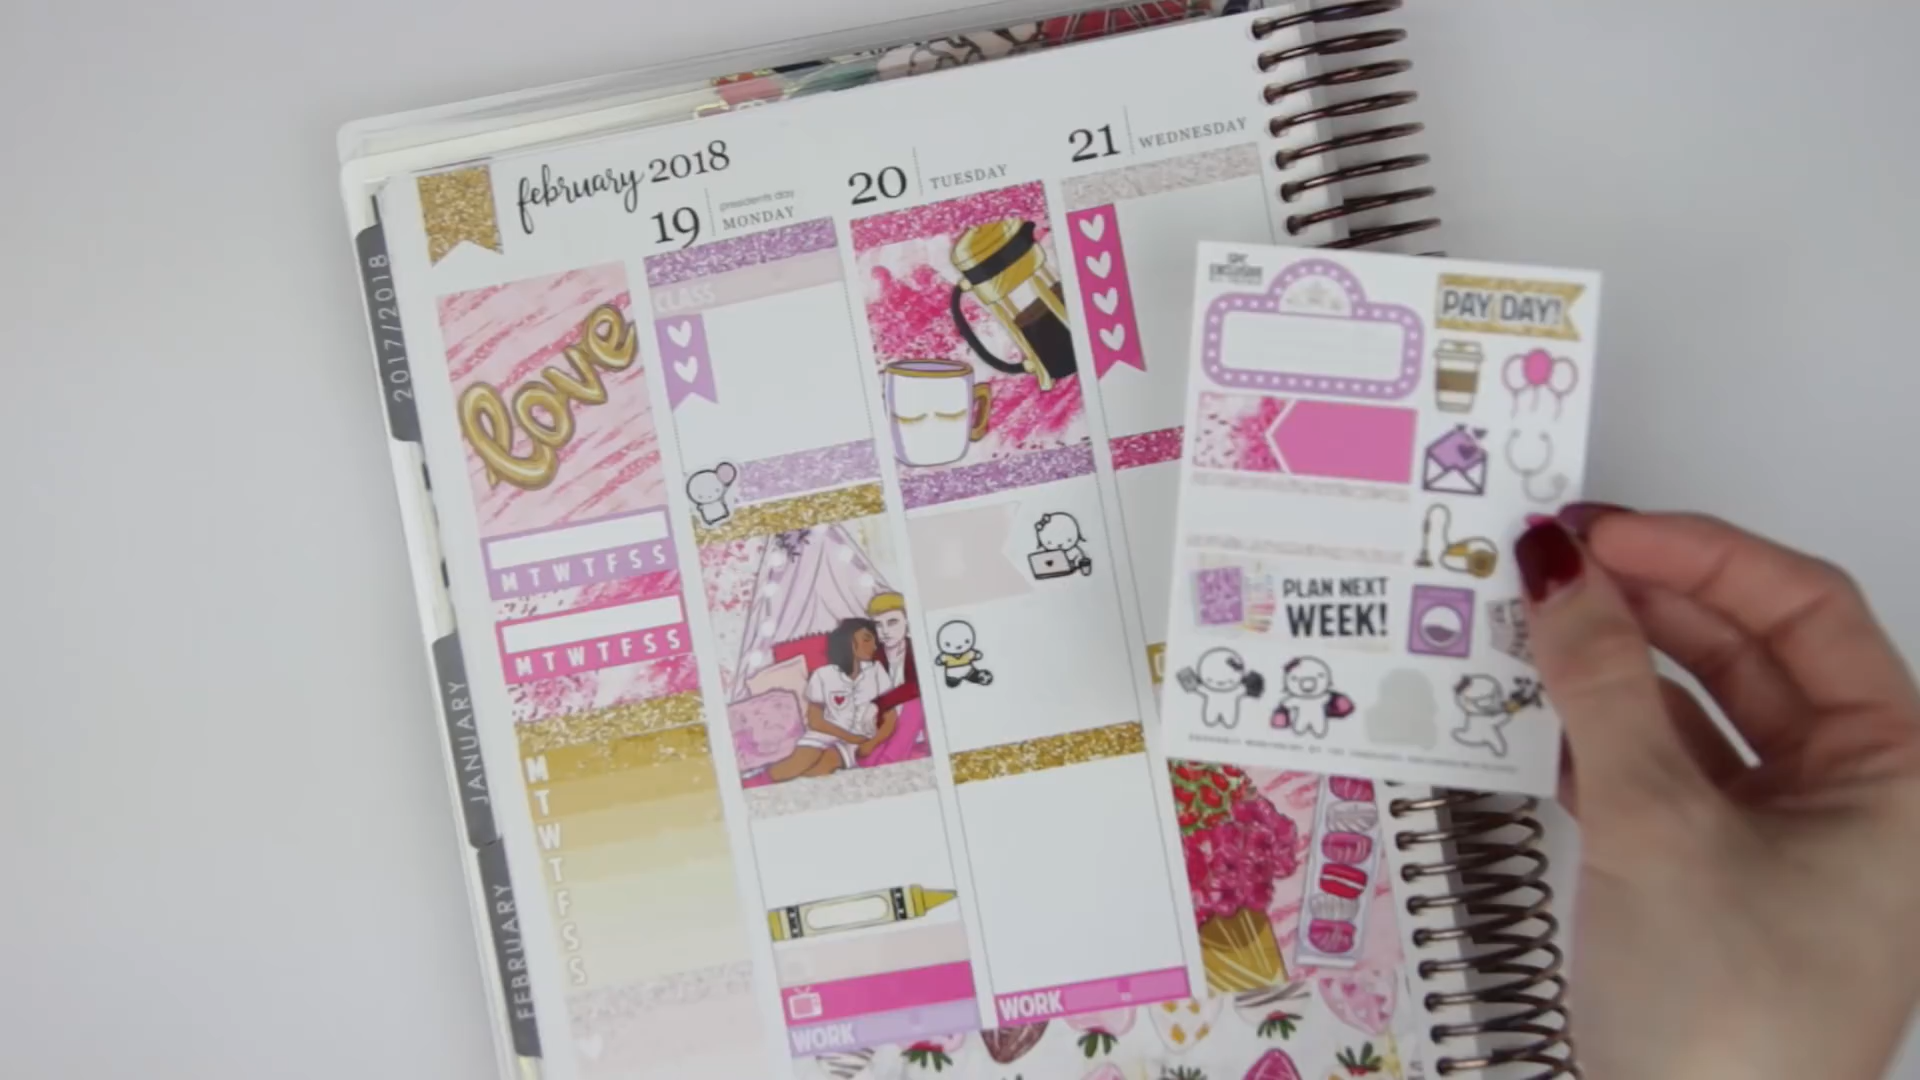 february 2018
19
presidents day
MONDAY
20
TUESDAY
21
WEDNESDAY
2017/2018
JANUARY
FEBRUARY
love
CLASS
M T W T F S S
M T W T F S S
M
T
W
T
F
S
S
WORK
WORK
PAY DAY!
PLAN NEXT
WEEK!